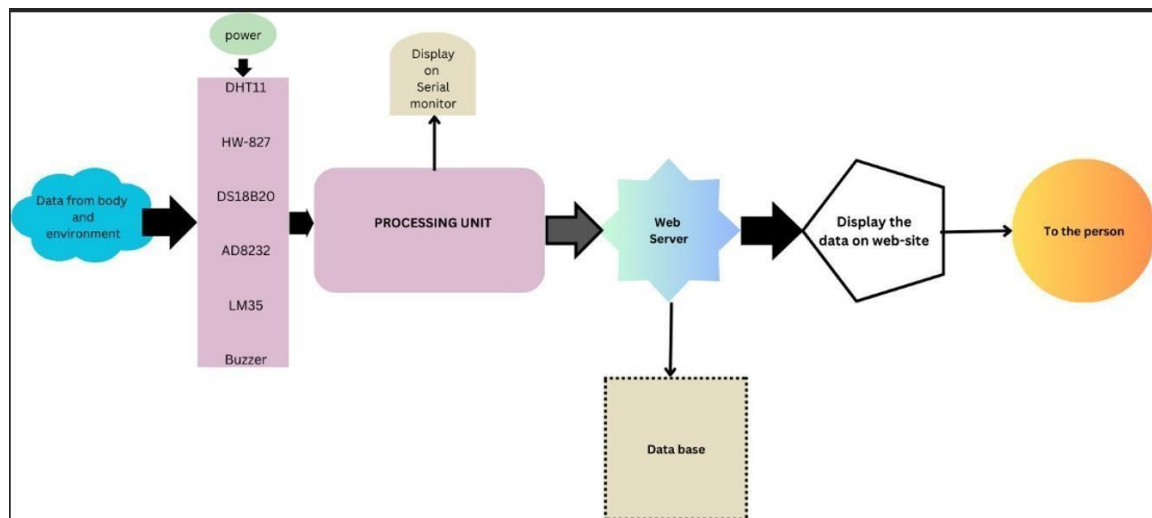 power
DHT11
HW-827
DS18B20
AD8232
LM35
Buzzer
Data from body
and
environment
Display
on
Serial
monitor
PROCESSING UNIT
Web
Server
Data base
Display the
data on web-site
To the person